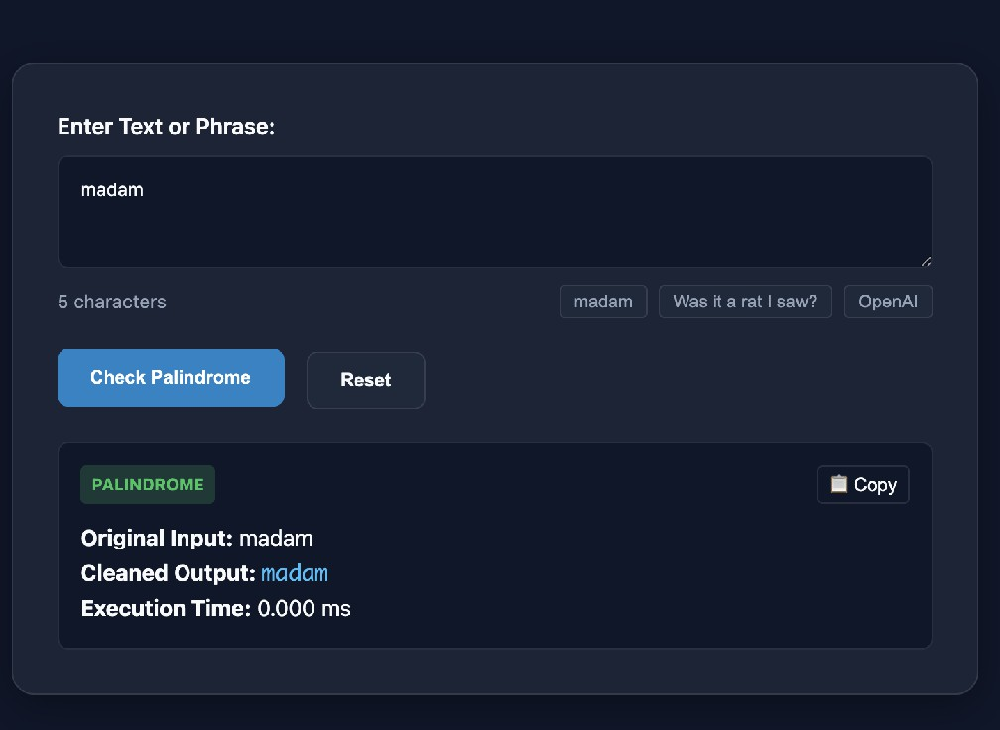 Enter Text or Phrase:
madam
5 characters
madam
Was it a rat I saw?
OpenAI
Check Palindrome
Reset
PALINDROME
📋 Copy
Original Input: madam
Cleaned Output: madam
Execution Time: 0.000 ms